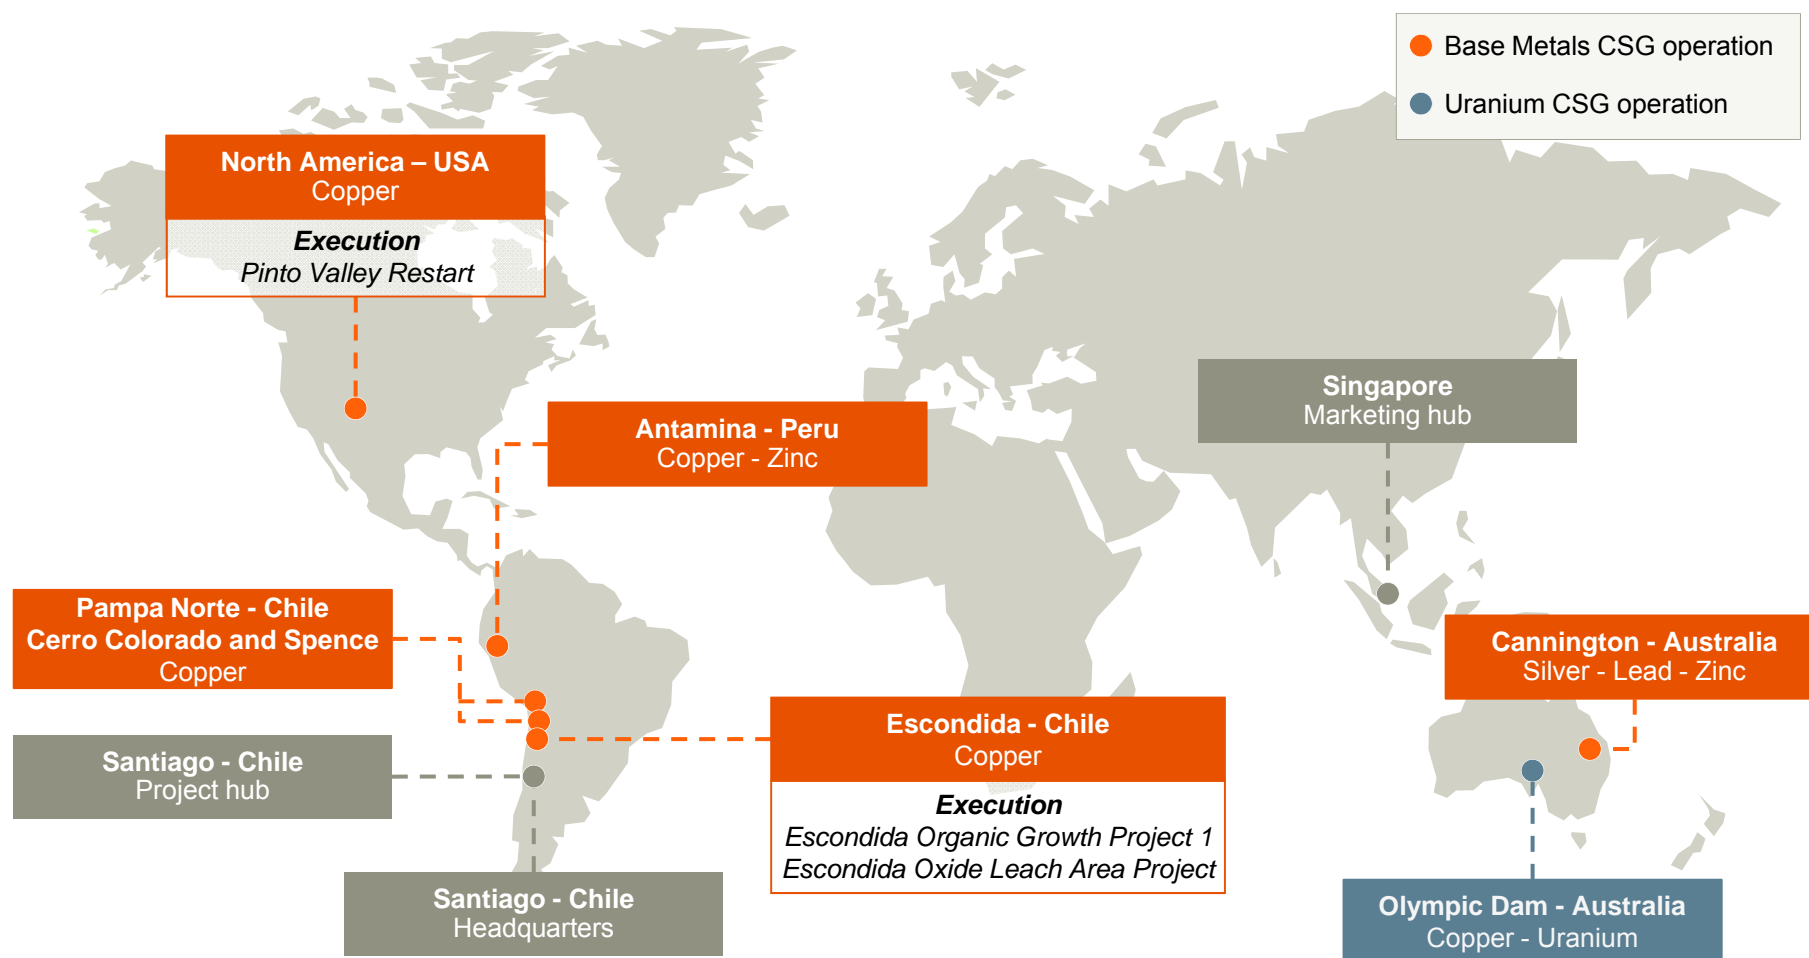 Base Metals CSG operation
Uranium CSG operation
North America – USA
Copper
Execution
Pinto Valley Restart
Singapore
Marketing hub
Antamina - Peru
Copper - Zinc
Pampa Norte - Chile
Cerro Colorado and Spence
Copper
Cannington - Australia
Silver - Lead - Zinc
Escondida - Chile
Copper
Execution
Escondida Organic Growth Project 1
Escondida Oxide Leach Area Project
Santiago - Chile
Project hub
Santiago - Chile
Headquarters
Olympic Dam - Australia
Copper - Uranium